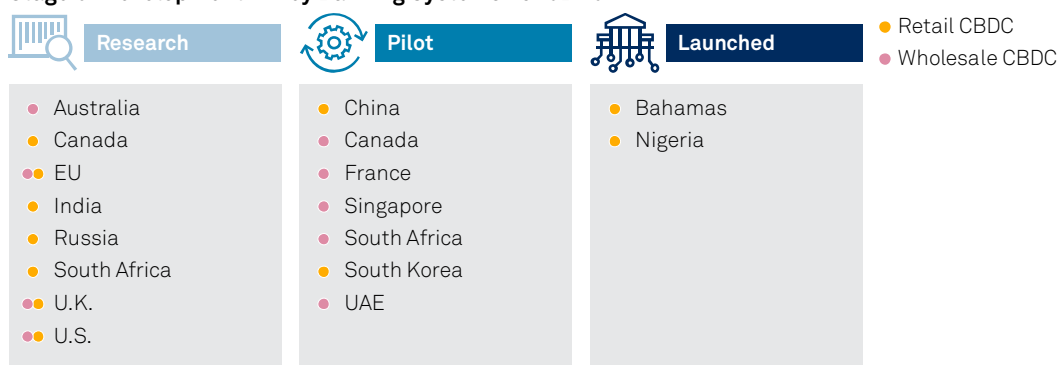 Research
Pilot
Launched
Retail CBDC
Wholesale CBDC
Australia
Canada
EU
India
Russia
South Africa
U.K.
U.S.
China
Canada
France
Singapore
South Africa
South Korea
UAE
Bahamas
Nigeria